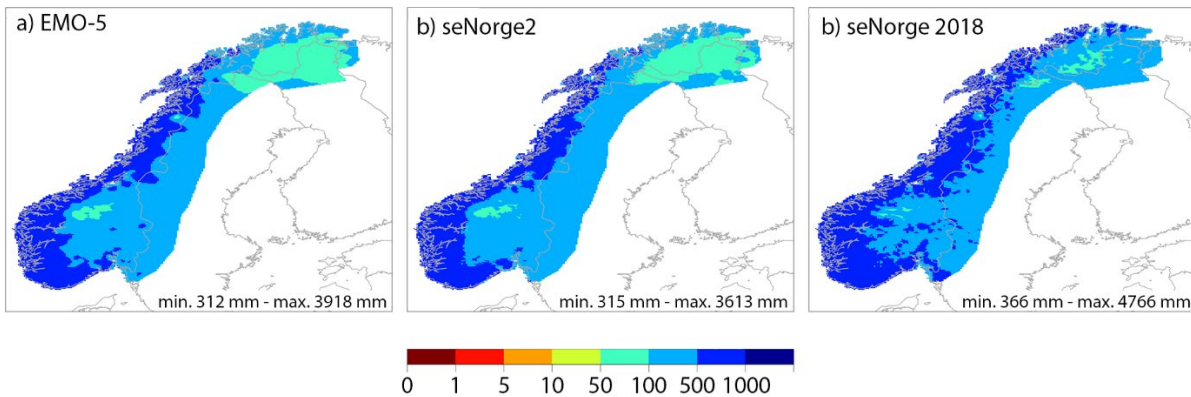 a) EMO-5
b) seNorge2
b) seNorge 2018
min. 312 mm - max. 3918 mm
min. 315 mm - max. 3613 mm
min. 366 mm - max. 4766 mm
0 1 5 10 50 100 500 1000